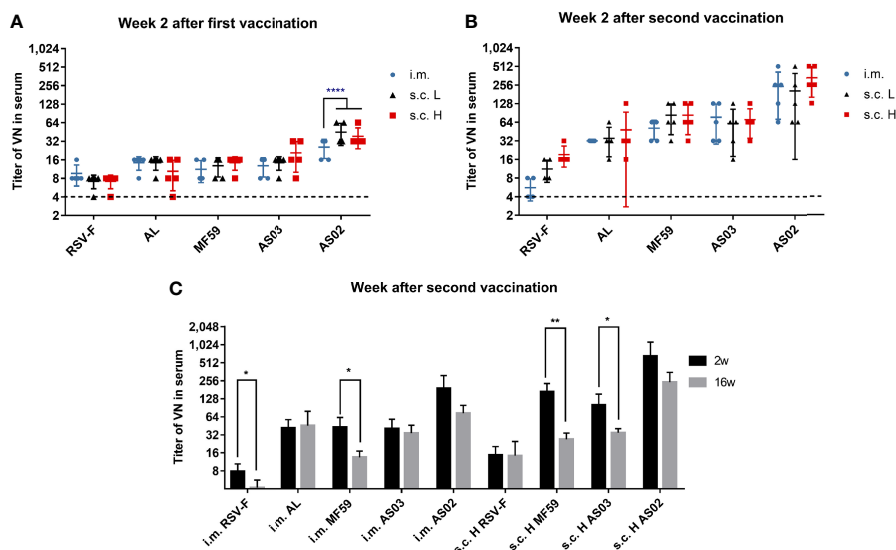 A
Week 2 after first vaccination
Titer of VN in serum
1,024
512
256
128
64
32
16
8
4
2
****
i.m.
s.c. L
s.c. H
RSV-F
AL
MF59
AS03
AS02
B
Week 2 after second vaccination
Titer of VN in serum
1,024
512
256
128
64
32
16
8
4
2
i.m.
s.c. L
s.c. H
RSV-F
AL
MF59
AS03
AS02
C
Week after second vaccination
Titer of VN in serum
2,048
1,024
512
256
128
64
32
16
8
*
*
**
*
2w
16w
i.m. RSV-F
i.m. AL
i.m. MF59
i.m. AS03
i.m. AS02
s.c. H RSV-F
s.c. H MF59
s.c. H AS03
s.c. H AS02